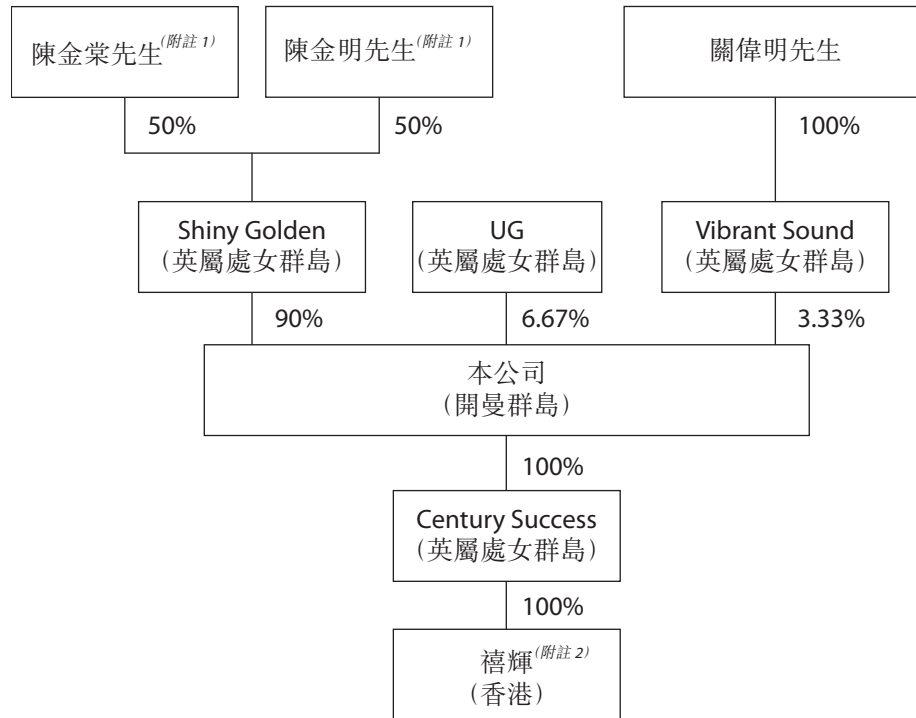 陳金棠先生(附註 1)
陳金明先生(附註 1)
關偉明先生
50%
50%
100%
Shiny Golden
(英屬處女群島)
UG
(英屬處女群島)
Vibrant Sound
(英屬處女群島)
90%
6.67%
3.33%
本公司
(開曼群島)
100%
Century Success
(英屬處女群島)
100%
禧輝(附註 2)
(香港)